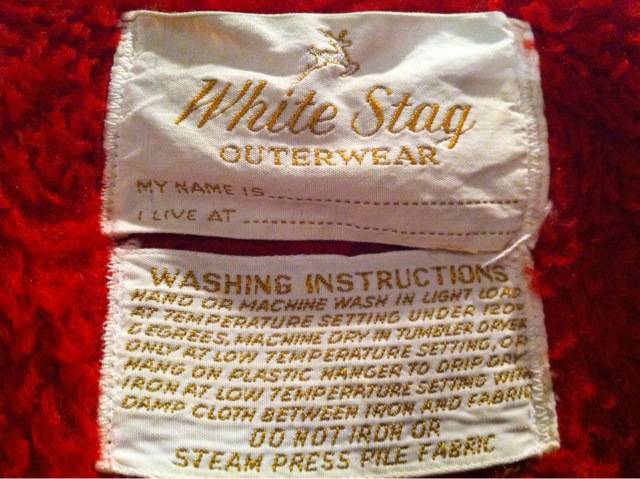 White Stag
OUTERWEAR
MY NAME IS
I LIVE AT
WASHING INSTRUCTIONS
HAND OR MACHINE WASH IN LIGHT LOAD
AT TEMPERATURE SETTING UNDER 120
DEGREES, MACHINE DRY IN TUMBLER DRYER
ONLY AT LOW TEMPERATURE SETTING, OR
HANG ON PLASTIC HANGER TO DRIP DRY
IRON AT LOW TEMPERATURE SETTING WITH
DAMP CLOTH BETWEEN IRON AND FABRIC
DO NOT IRON OR
STEAM PRESS PILE FABRIC